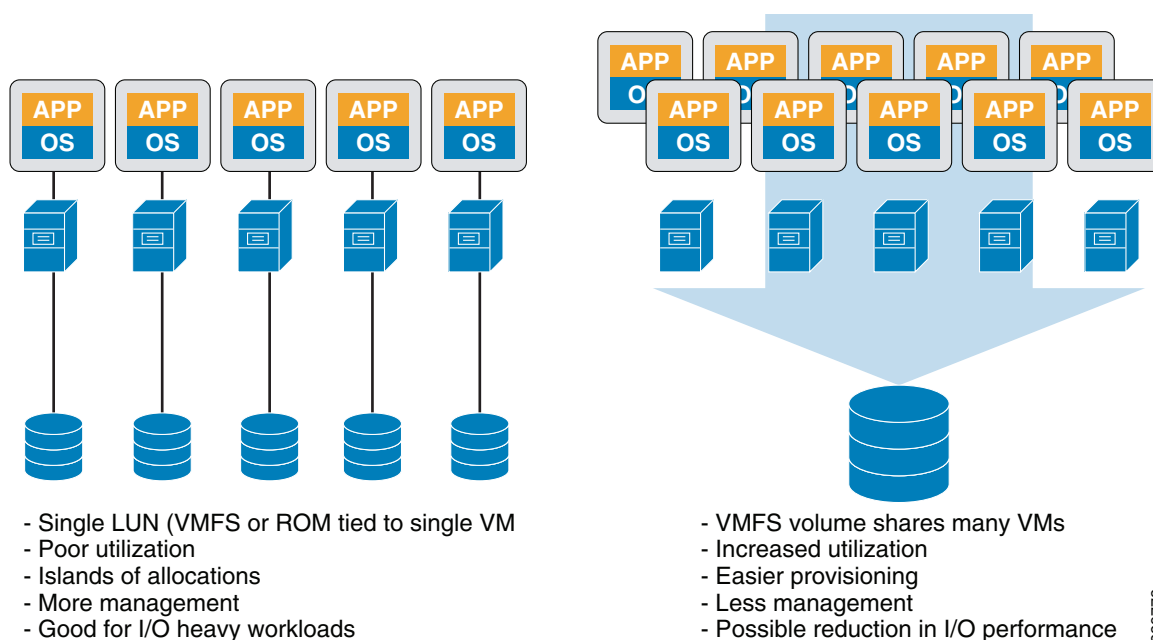 APP APP APP APP APP
OS OS OS OS OS
- Single LUN (VMFS or ROM tied to single VM
- Poor utilization
- Islands of allocations
- More management
- Good for I/O heavy workloads
APP APP APP APP APP
APP APP APP APP APP
OS OS OS OS OS
- VMFS volume shares many VMs
- Increased utilization
- Easier provisioning
- Less management
- Possible reduction in I/O performance